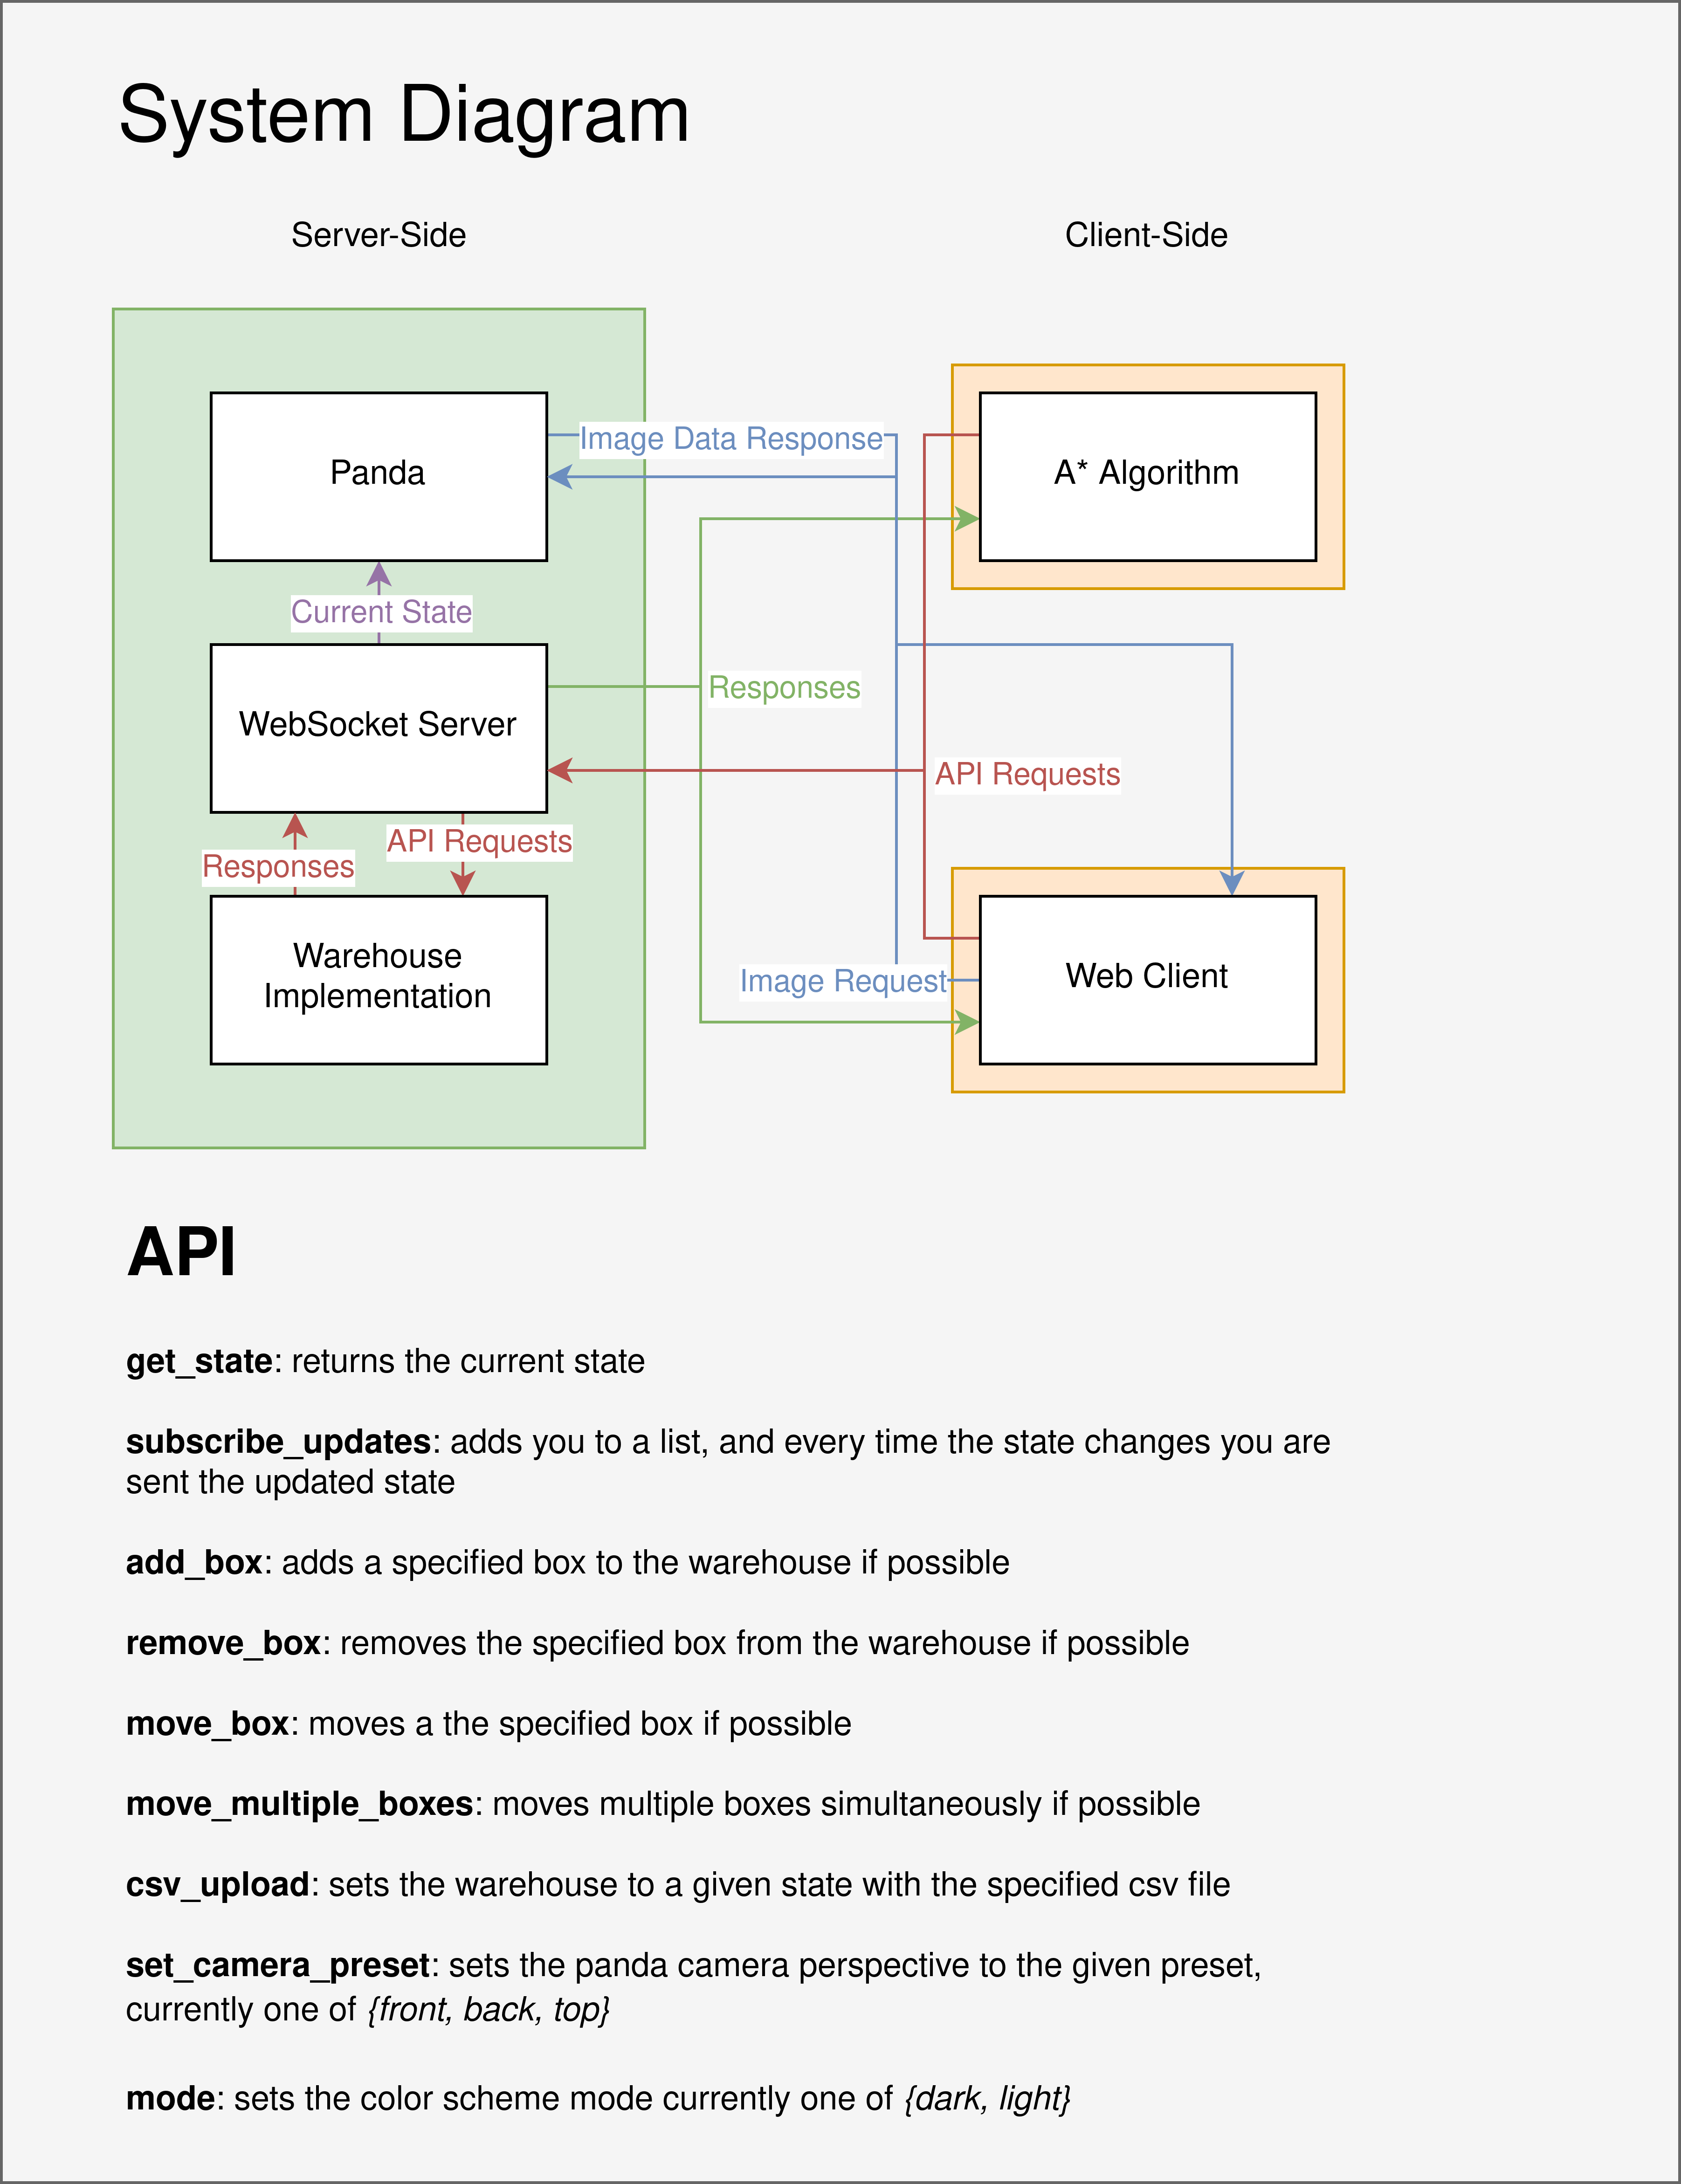 System Diagram
Server-Side
Client-Side
Image Data Response
Panda
A* Algorithm
Current State
Responses
WebSocket Server
API Requests
API Requests
Responses
Warehouse
Implementation
Image Request
Web Client
API
get_state: returns the current state
subscribe_updates: adds you to a list, and every time the state changes you are
sent the updated state
add_box: adds a specified box to the warehouse if possible
remove_box: removes the specified box from the warehouse if possible
move_box: moves a the specified box if possible
move_multiple_boxes: moves multiple boxes simultaneously if possible
csv_upload: sets the warehouse to a given state with the specified csv file
set_camera_preset: sets the panda camera perspective to the given preset,
currently one of {front, back, top}
mode: sets the color scheme mode currently one of {dark, light}